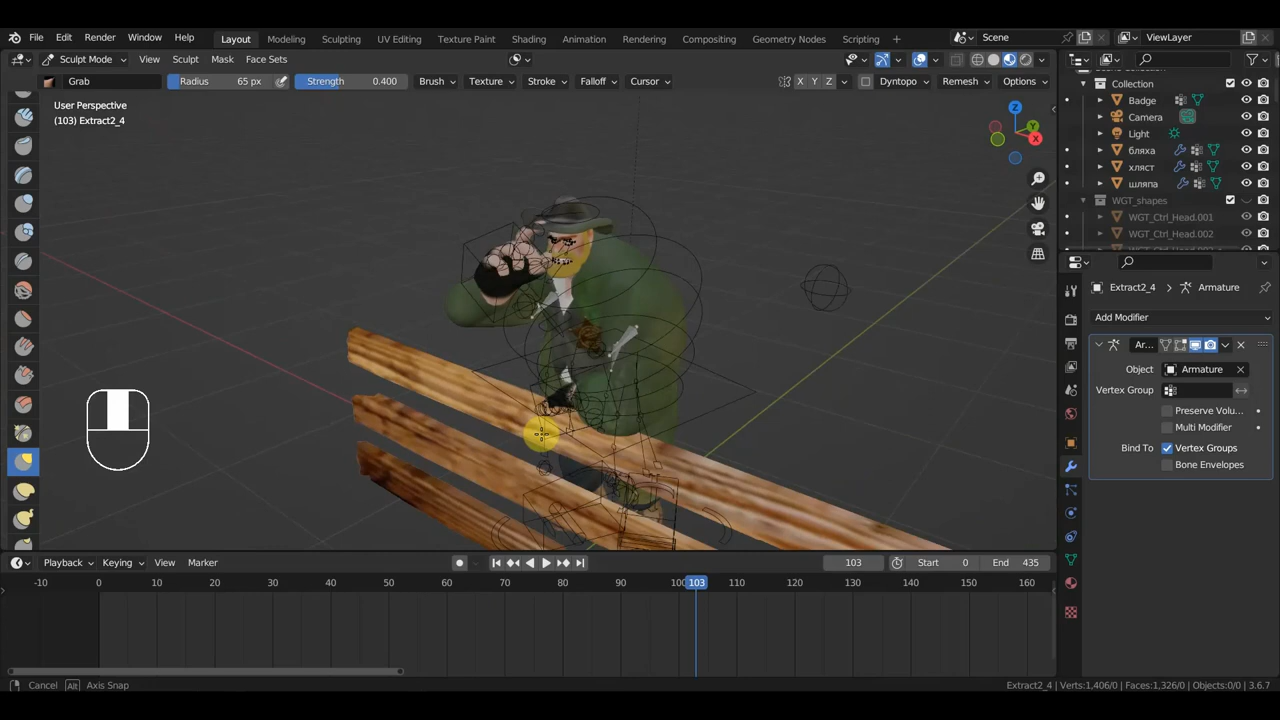 File Edit Render Window Help Layout Modeling Sculpting UV Editing Texture Paint Shading Animation Rendering Compositing Geometry Nodes Scripting + Scene ViewLayer
Sculpt Mode View Sculpt Mask Face Sets
Grab Radius 65 px Strength 0.400 Brush Texture Stroke Falloff Cursor X Y Z Dyntopo Remesh Options
User Perspective
(103) Extract2_4
Z
Y
X
Collection
Badge
Camera
Light
бляха
хляст
шляпа
WGT_shapes
WGT_Ctrl_Head.001
WGT_Ctrl_Head.002
Extract2_4 > Armature
Add Modifier
Ar...
Object Armature
Vertex Group
Preserve Volu...
Multi Modifier
Bind To Vertex Groups
Bone Envelopes
Playback Keying View Marker 103 Start 0 End 435
-10 0 10 20 30 40 50 60 70 80 90 100 103 110 120 130 140 150 160
Cancel Alt Axis Snap Extract2_4 | Verts:1,406/0 | Faces:1,326/0 | Objects:0/0 | 3.6.7